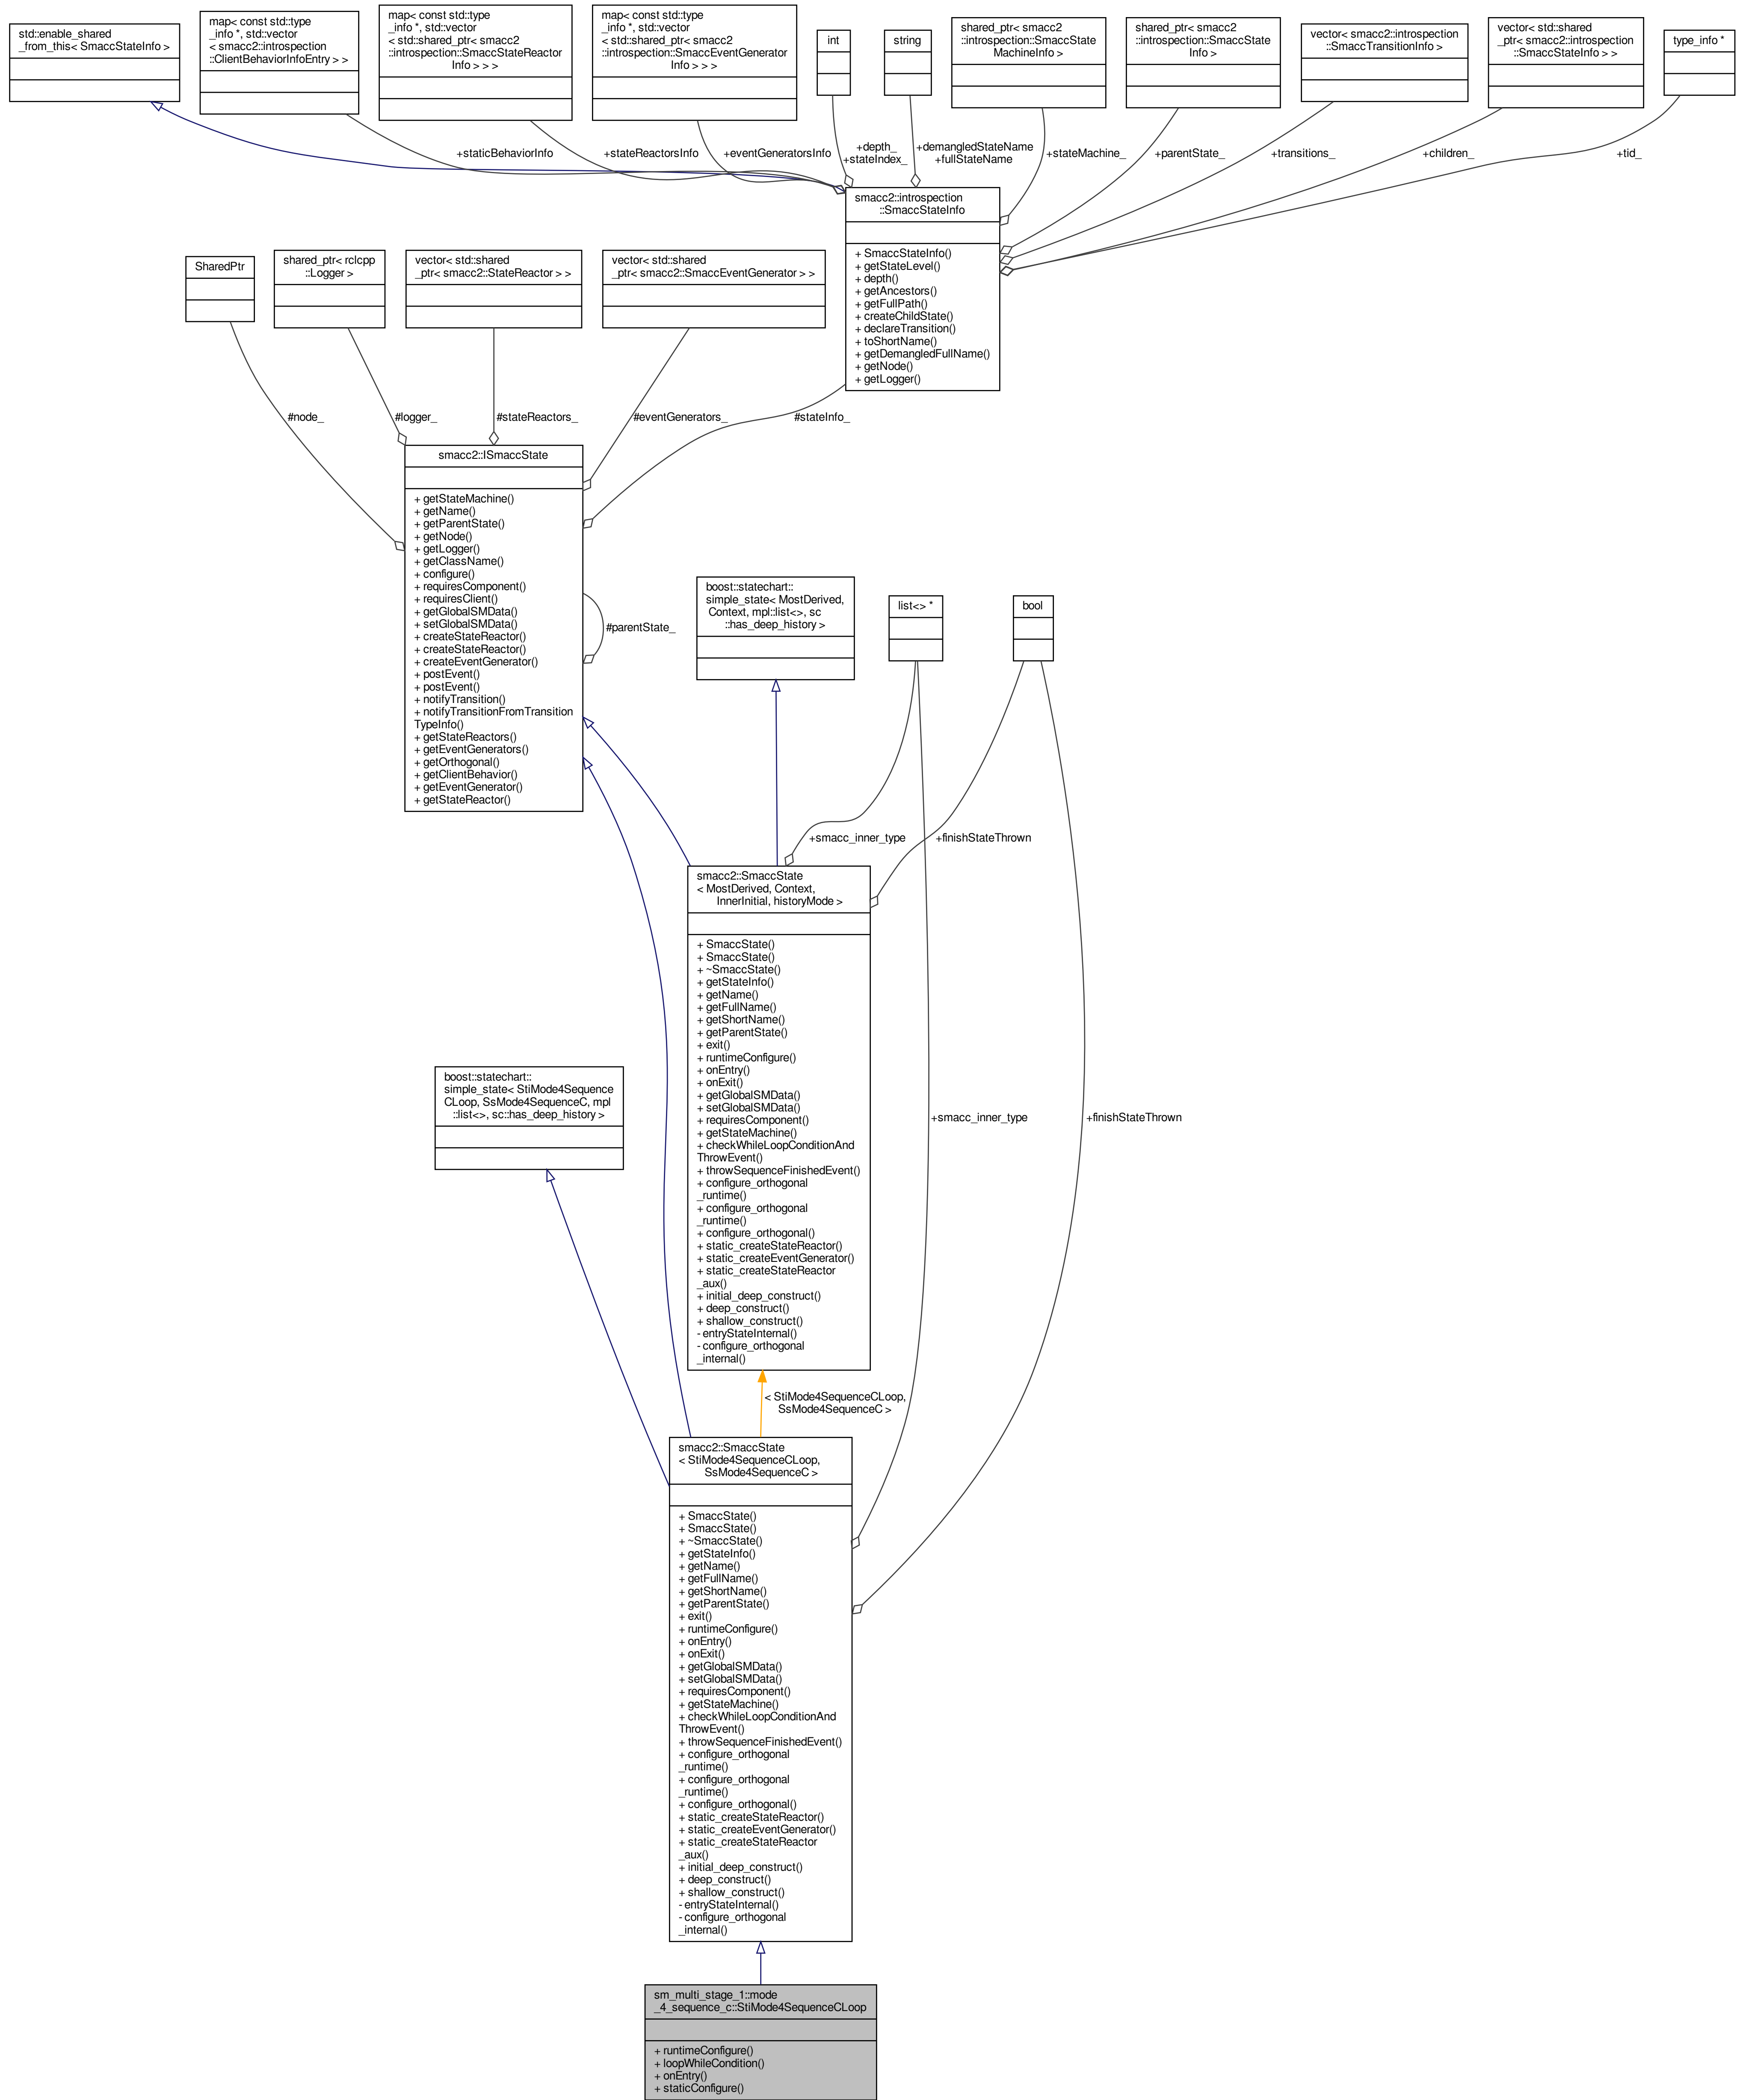 std::enable_shared
_from_this< SmaccStateInfo >
map< const std::type
_info *, std::vector
< smacc2::introspection
::ClientBehaviorInfoEntry > >
map< const std::type
_info *, std::vector
< std::shared_ptr< smacc2
::introspection::SmaccStateReactor
Info > > >
map< const std::type
_info *, std::vector
< std::shared_ptr< smacc2
::introspection::SmaccEventGenerator
Info > > >
int
string
shared_ptr< smacc2
::introspection::SmaccState
MachineInfo >
shared_ptr< smacc2
::introspection::SmaccState
Info >
vector< smacc2::introspection
::SmaccTransitionInfo >
vector< std::shared
_ptr< smacc2::introspection
::SmaccStateInfo > >
type_info *
+staticBehaviorInfo
+stateReactorsInfo
+eventGeneratorsInfo
+depth_
+stateIndex_
+demangledStateName
+fullStateName
+stateMachine_
+parentState_
+transitions_
+children_
+tid_
smacc2::introspection
::SmaccStateInfo
+ SmaccStateInfo()
+ getStateLevel()
+ depth()
+ getAncestors()
+ getFullPath()
+ createChildState()
+ declareTransition()
+ toShortName()
+ getDemangledFullName()
+ getNode()
+ getLogger()
SharedPtr
shared_ptr< rclcpp
::Logger >
vector< std::shared
_ptr< smacc2::StateReactor > >
vector< std::shared
_ptr< smacc2::SmaccEventGenerator > >
#node_
#logger_
#stateReactors_
#eventGenerators_
#stateInfo_
smacc2::ISmaccState
+ getStateMachine()
+ getName()
+ getParentState()
+ getNode()
+ getLogger()
+ getClassName()
+ configure()
+ requiresComponent()
+ requiresClient()
+ getGlobalSMData()
+ setGlobalSMData()
+ createStateReactor()
+ createStateReactor()
+ createEventGenerator()
+ postEvent()
+ postEvent()
+ notifyTransition()
+ notifyTransitionFromTransition
TypeInfo()
+ getStateReactors()
+ getEventGenerators()
+ getOrthogonal()
+ getClientBehavior()
+ getEventGenerator()
+ getStateReactor()
#parentState_
boost::statechart::
simple_state< MostDerived,
Context, mpl::list<>, sc
::has_deep_history >
list<> *
bool
+smacc_inner_type
+finishStateThrown
smacc2::SmaccState
< MostDerived, Context,
InnerInitial, historyMode >
+ SmaccState()
+ SmaccState()
+ ~SmaccState()
+ getStateInfo()
+ getName()
+ getFullName()
+ getShortName()
+ getParentState()
+ exit()
+ runtimeConfigure()
+ onEntry()
+ onExit()
+ getGlobalSMData()
+ setGlobalSMData()
+ requiresComponent()
+ getStateMachine()
+ checkWhileLoopConditionAnd
ThrowEvent()
+ throwSequenceFinishedEvent()
+ configure_orthogonal
_runtime()
+ configure_orthogonal
_runtime()
+ configure_orthogonal()
+ static_createStateReactor()
+ static_createEventGenerator()
+ static_createStateReactor
_aux()
+ initial_deep_construct()
+ deep_construct()
+ shallow_construct()
- entryStateInternal()
- configure_orthogonal
_internal()
boost::statechart::
simple_state< StiMode4Sequence
CLoop, SsMode4SequenceC, mpl
::list<>, sc::has_deep_history >
+smacc_inner_type
+finishStateThrown
< StiMode4SequenceCLoop,
SsMode4SequenceC >
smacc2::SmaccState
< StiMode4SequenceCLoop,
SsMode4SequenceC >
+ SmaccState()
+ SmaccState()
+ ~SmaccState()
+ getStateInfo()
+ getName()
+ getFullName()
+ getShortName()
+ getParentState()
+ exit()
+ runtimeConfigure()
+ onEntry()
+ onExit()
+ getGlobalSMData()
+ setGlobalSMData()
+ requiresComponent()
+ getStateMachine()
+ checkWhileLoopConditionAnd
ThrowEvent()
+ throwSequenceFinishedEvent()
+ configure_orthogonal
_runtime()
+ configure_orthogonal
_runtime()
+ configure_orthogonal()
+ static_createStateReactor()
+ static_createEventGenerator()
+ static_createStateReactor
_aux()
+ initial_deep_construct()
+ deep_construct()
+ shallow_construct()
- entryStateInternal()
- configure_orthogonal
_internal()
sm_multi_stage_1::mode
_4_sequence_c::StiMode4SequenceCLoop
+ runtimeConfigure()
+ loopWhileCondition()
+ onEntry()
+ staticConfigure()